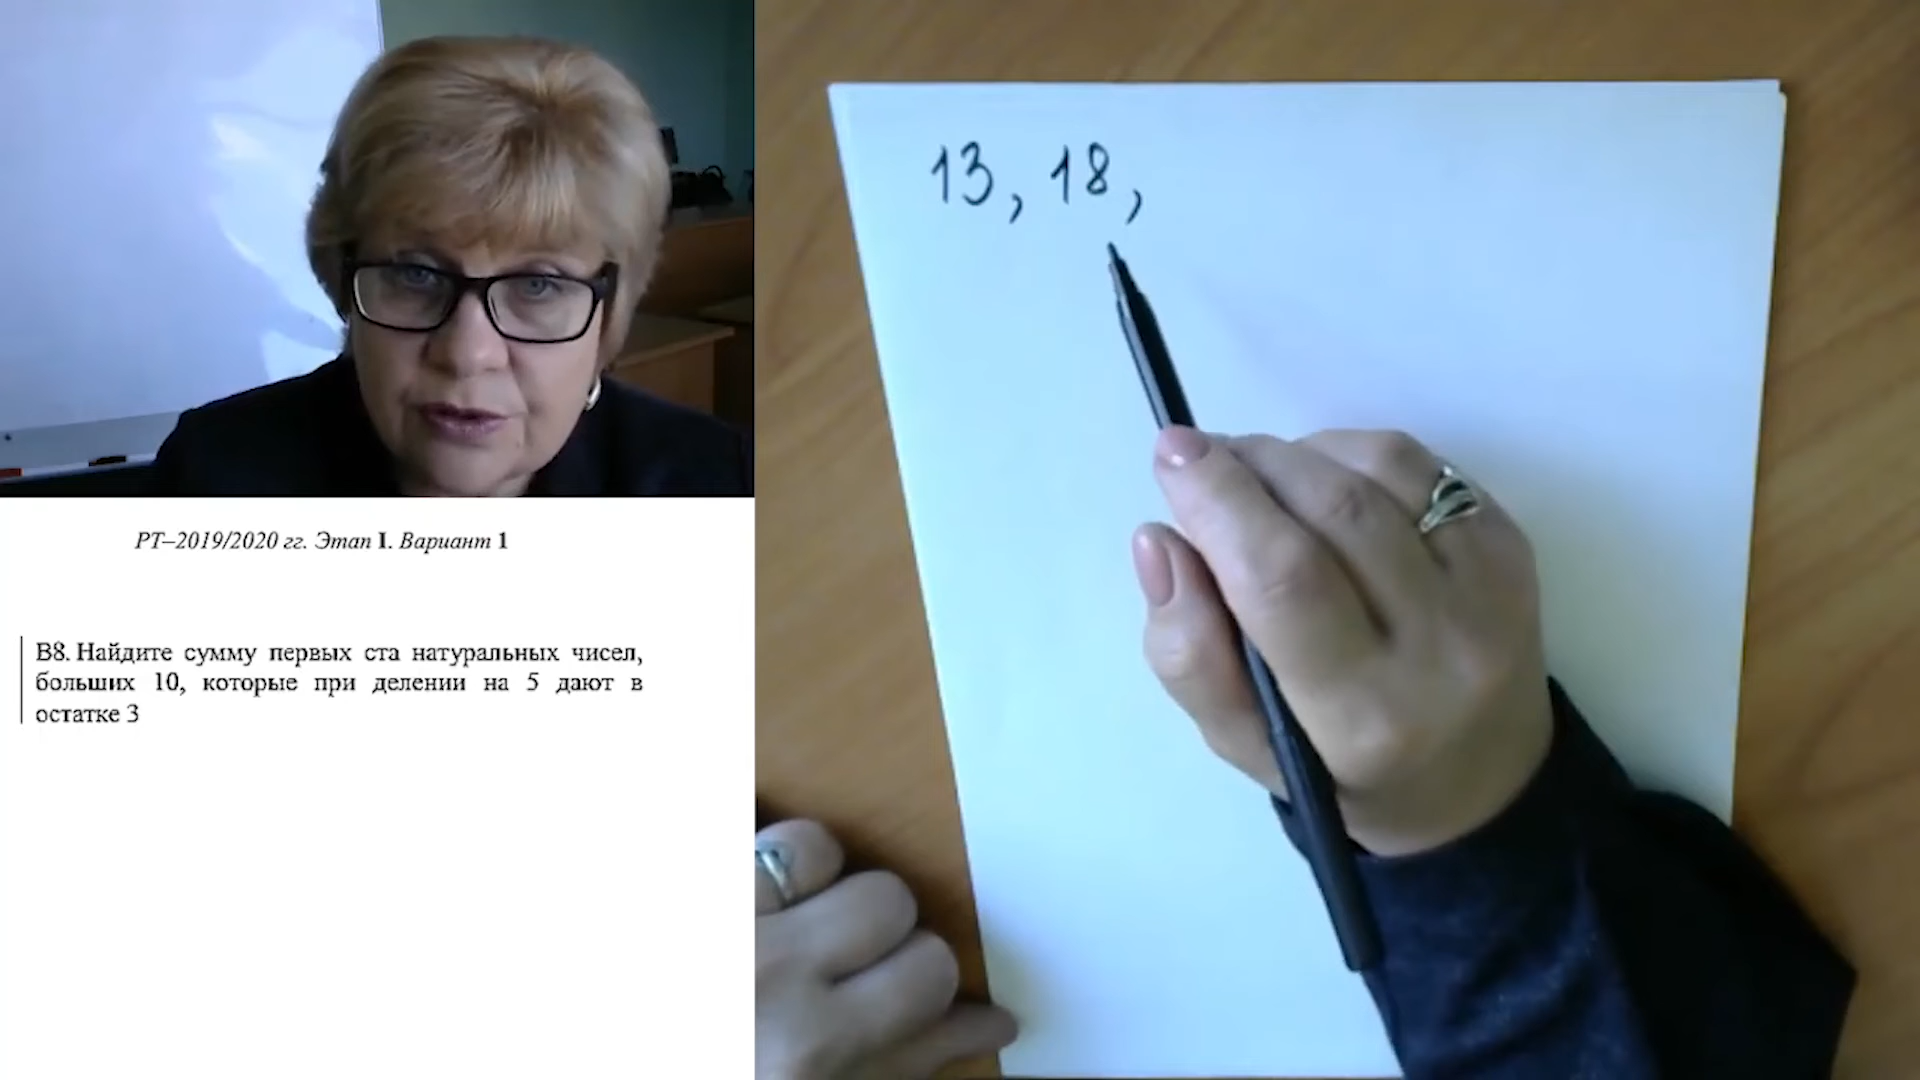 13, 18,
РТ–2019/2020 гг. Этап I. Вариант 1
В8. Найдите сумму первых ста натуральных чисел,
больших 10, которые при делении на 5 дают в
остатке 3